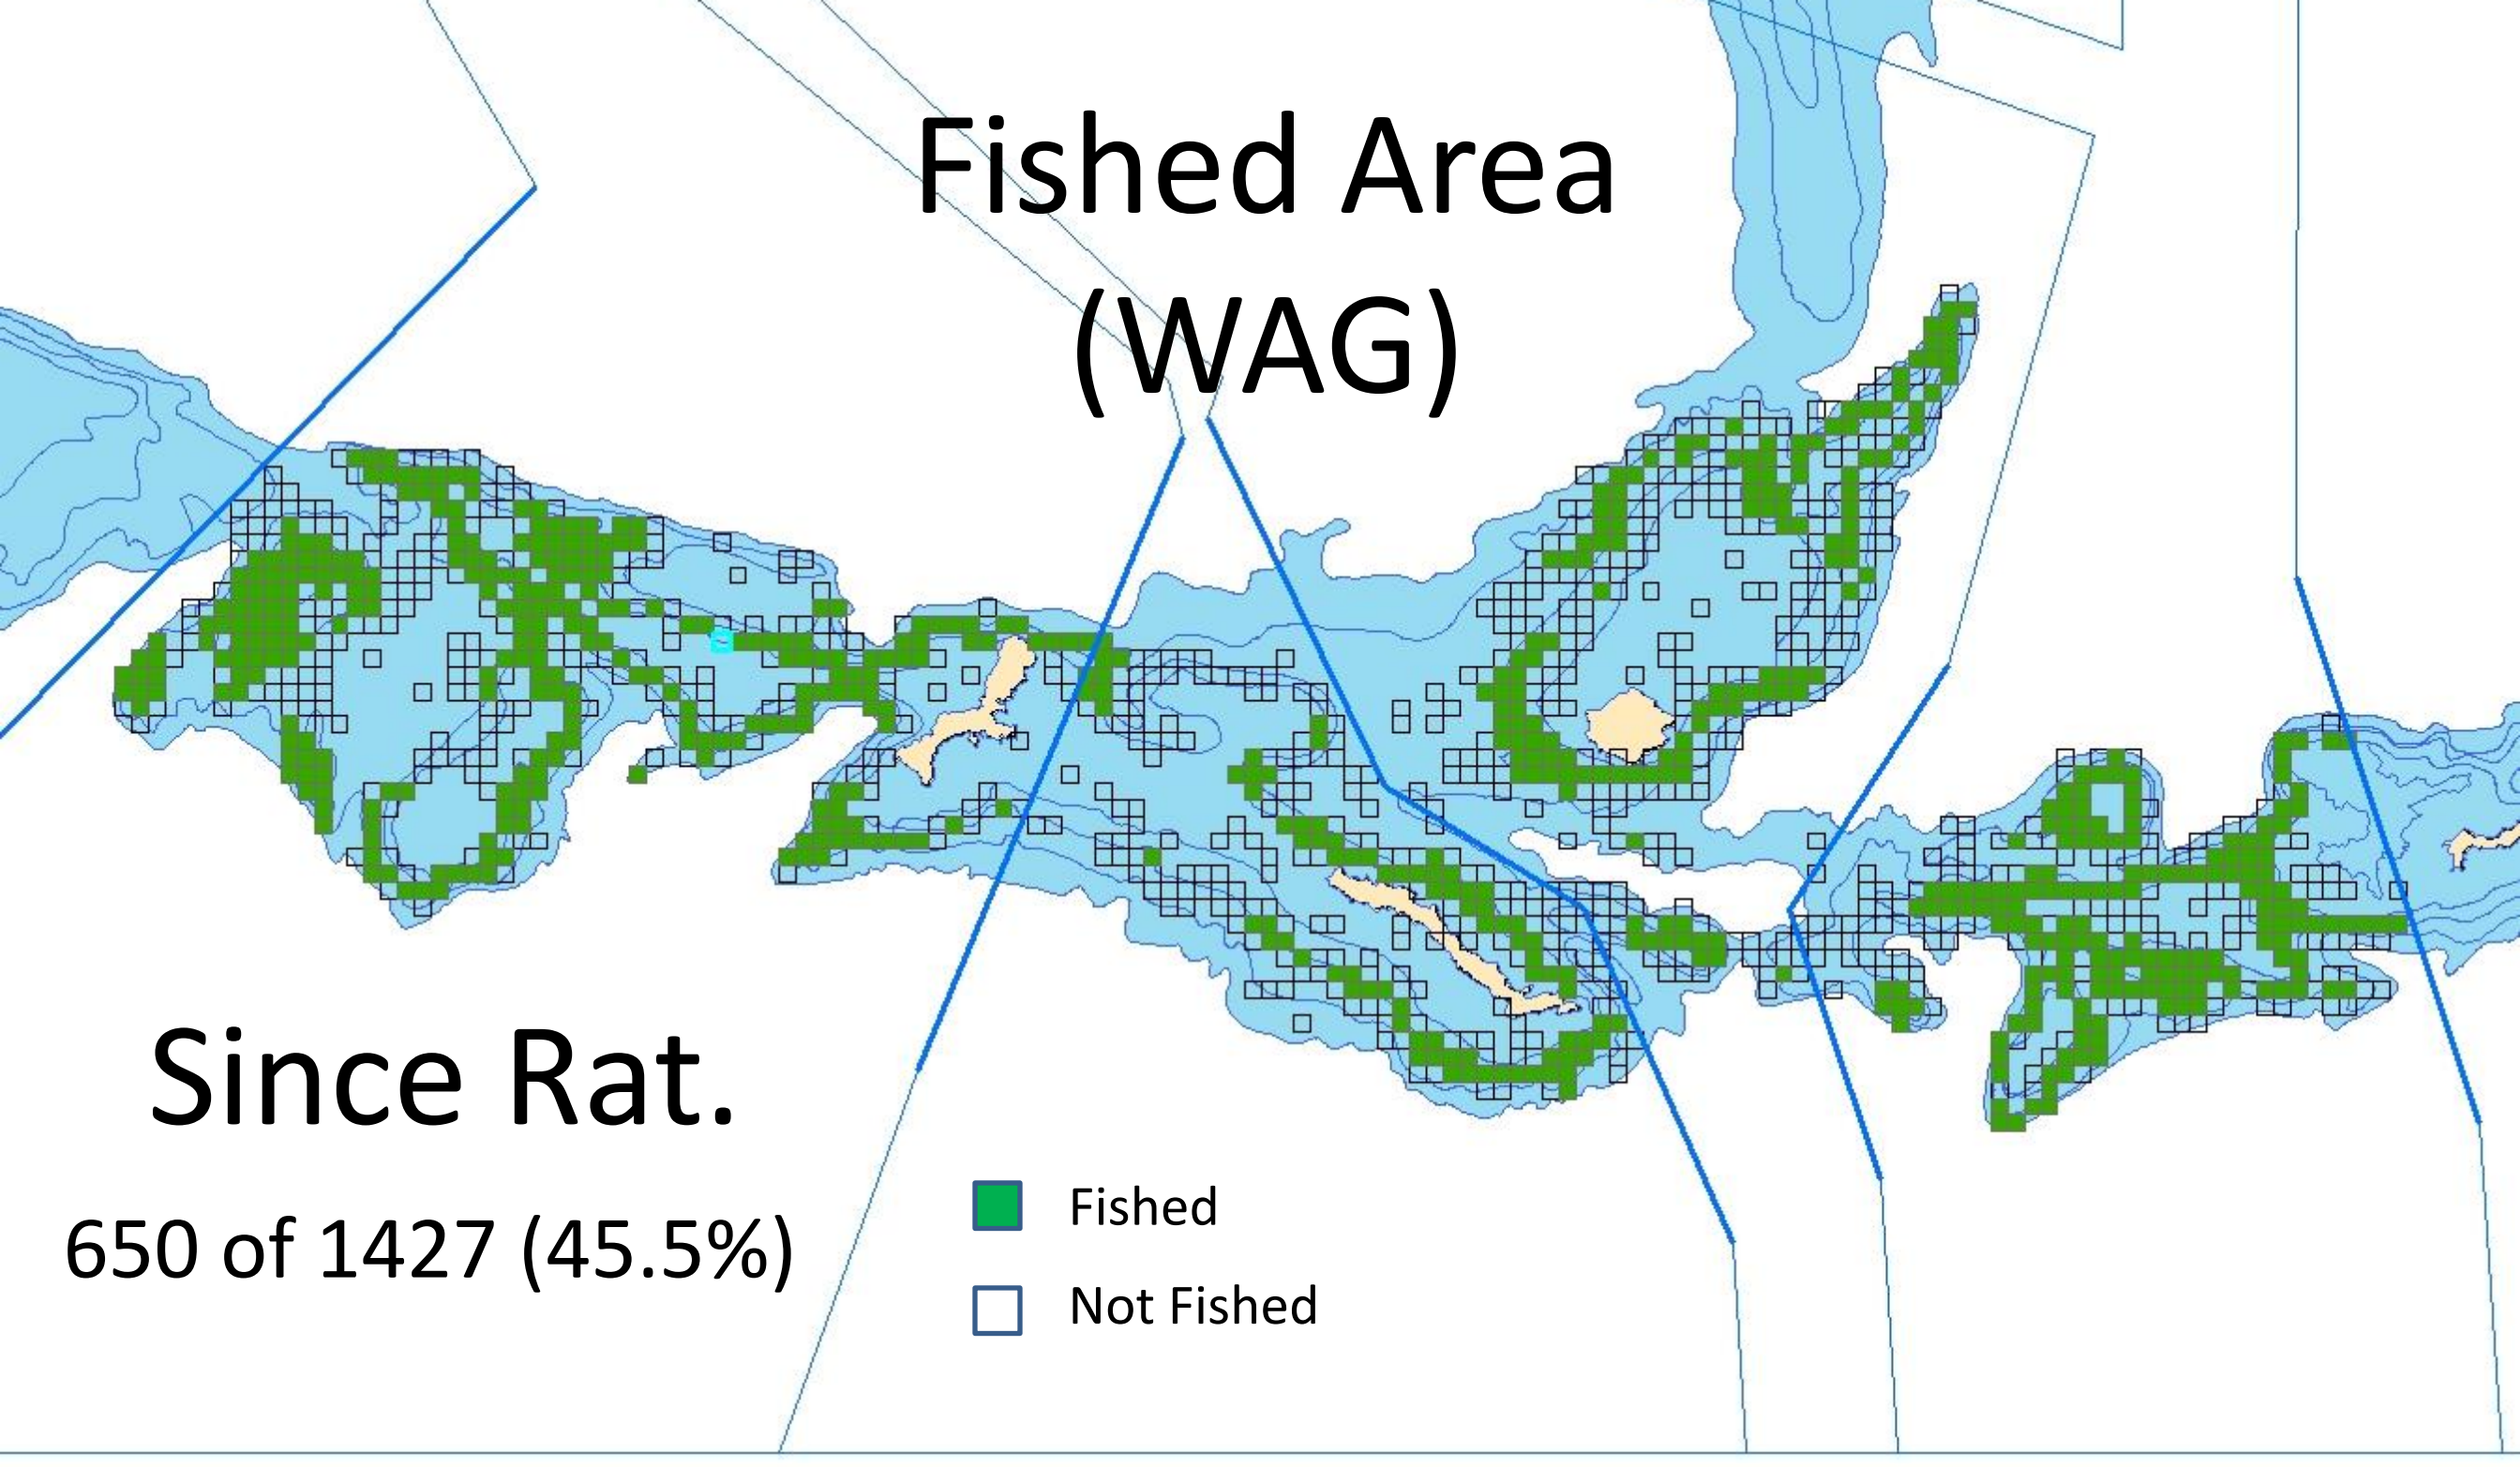 Fished Area
(WAG)
Since Rat.
650 of 1427 (45.5%)
Fished
Not Fished